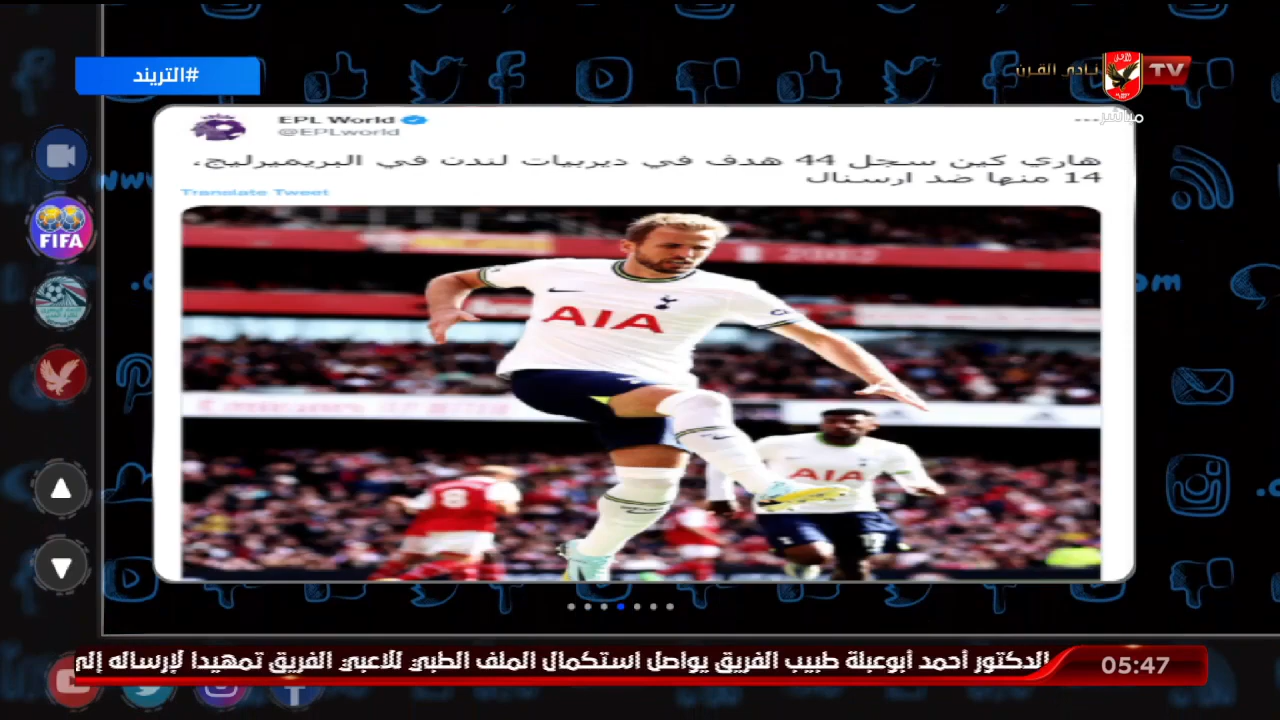 #التريند
نادي القرن
TV
مباشر
EPL World
@EPLworld
هاري كين سجل 44 هدف في ديربيات لندن في البريميرليج،
14 منها ضد ارسنال
Translate Tweet
FIFA
AIA
AIA
8
الدكتور أحمد أبوعبلة طبيب الفريق يواصل استكمال الملف الطبي للاعبي الفريق تمهيدا لإرساله إلى
05:47